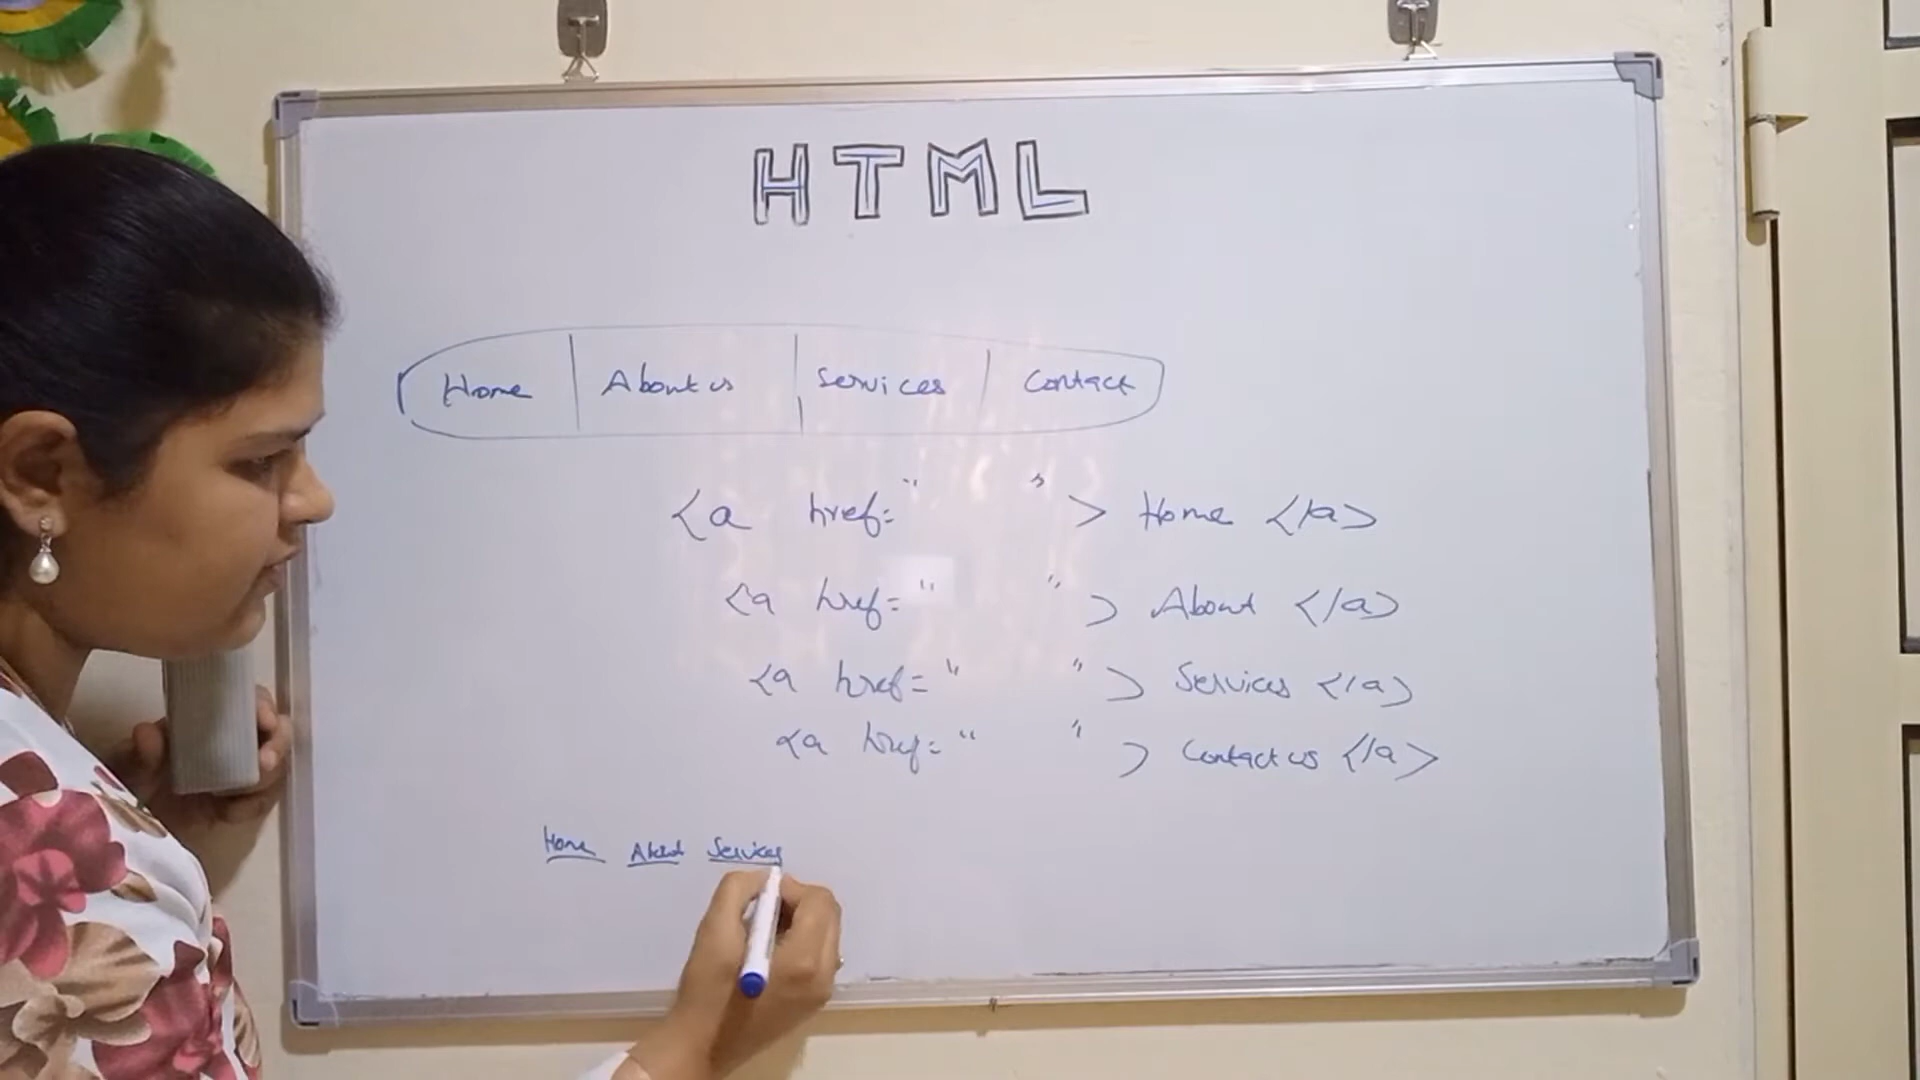 HTML
Home | About us | Services | Contact
<a href=" "> Home </a>
<a href=" "> About </a>
<a href=" "> Services </a>
<a href=" "> Contact us </a>
Home About Services